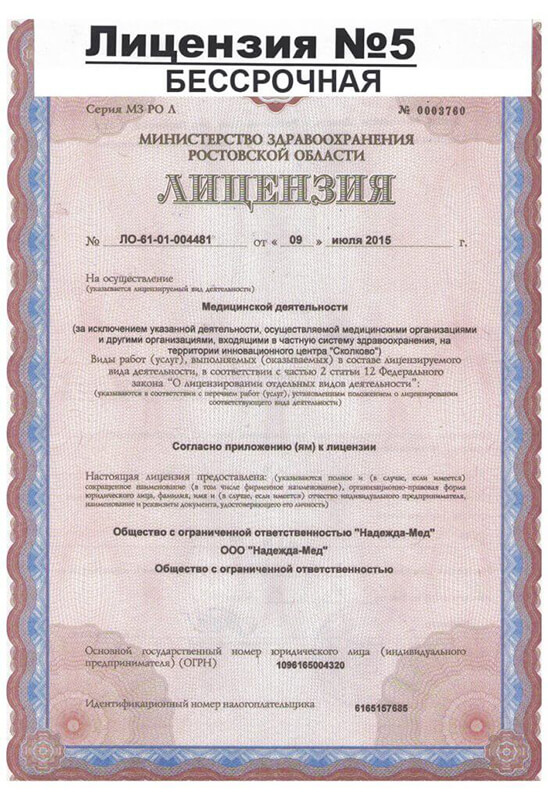 Лицензия №5
БЕССРОЧНАЯ
Серия МЗ РО Л № 0003760
МИНИСТЕРСТВО ЗДРАВООХРАНЕНИЯ
РОСТОВСКОЙ ОБЛАСТИ
ЛИЦЕНЗИЯ
№ ЛО-61-01-004481 от « 09 » июля 2015 г.
На осуществление
(указывается лицензируемый вид деятельности)
Медицинской деятельности
(за исключением указанной деятельности, осуществляемой медицинскими организациями
и другими организациями, входящими в частную систему здравоохранения, на
территории инновационного центра "Сколково")
Виды работ (услуг), выполняемых (оказываемых) в составе лицензируемого
вида деятельности, в соответствии с частью 2 статьи 12 Федерального
закона “О лицензировании отдельных видов деятельности”:
(указываются в соответствии с перечнем работ (услуг), установленным положением о лицензировании
соответствующего вида деятельности)
Согласно приложению (ям) к лицензии
Настоящая лицензия предоставлена: (указываются полное и (в случае, если имеется)
сокращенное наименование (в том числе фирменное наименование), организационно-правовая форма
юридического лица, фамилия, имя и (в случае, если имеется) отчество индивидуального предпринимателя,
наименование и реквизиты документа, удостоверяющего его личность)
Общество с ограниченной ответственностью "Надежда-Мед"
ООО "Надежда-Мед"
Общество с ограниченной ответственностью
Основной государственный номер юридического лица (индивидуального
предпринимателя) (ОГРН) 1096165004320
Идентификационный номер налогоплательщика 6165157685